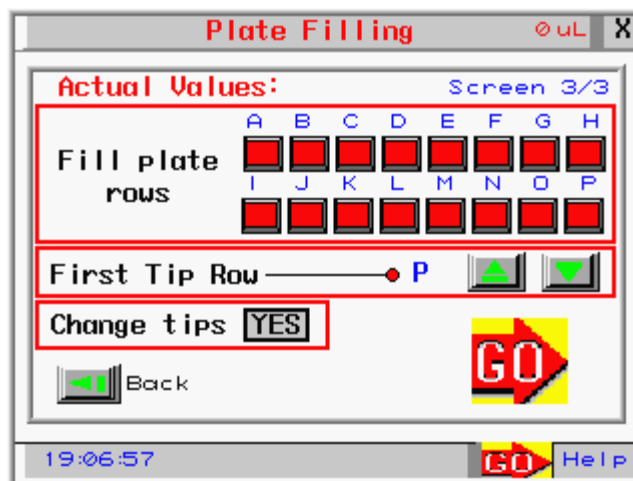 Plate Filling 0uL X
Actual Values: Screen 3/3
A B C D E F G H
Fill plate
rows
I J K L M N O P
First Tip Row P
Change tips YES
GO
Back
19:06:57 GO Help